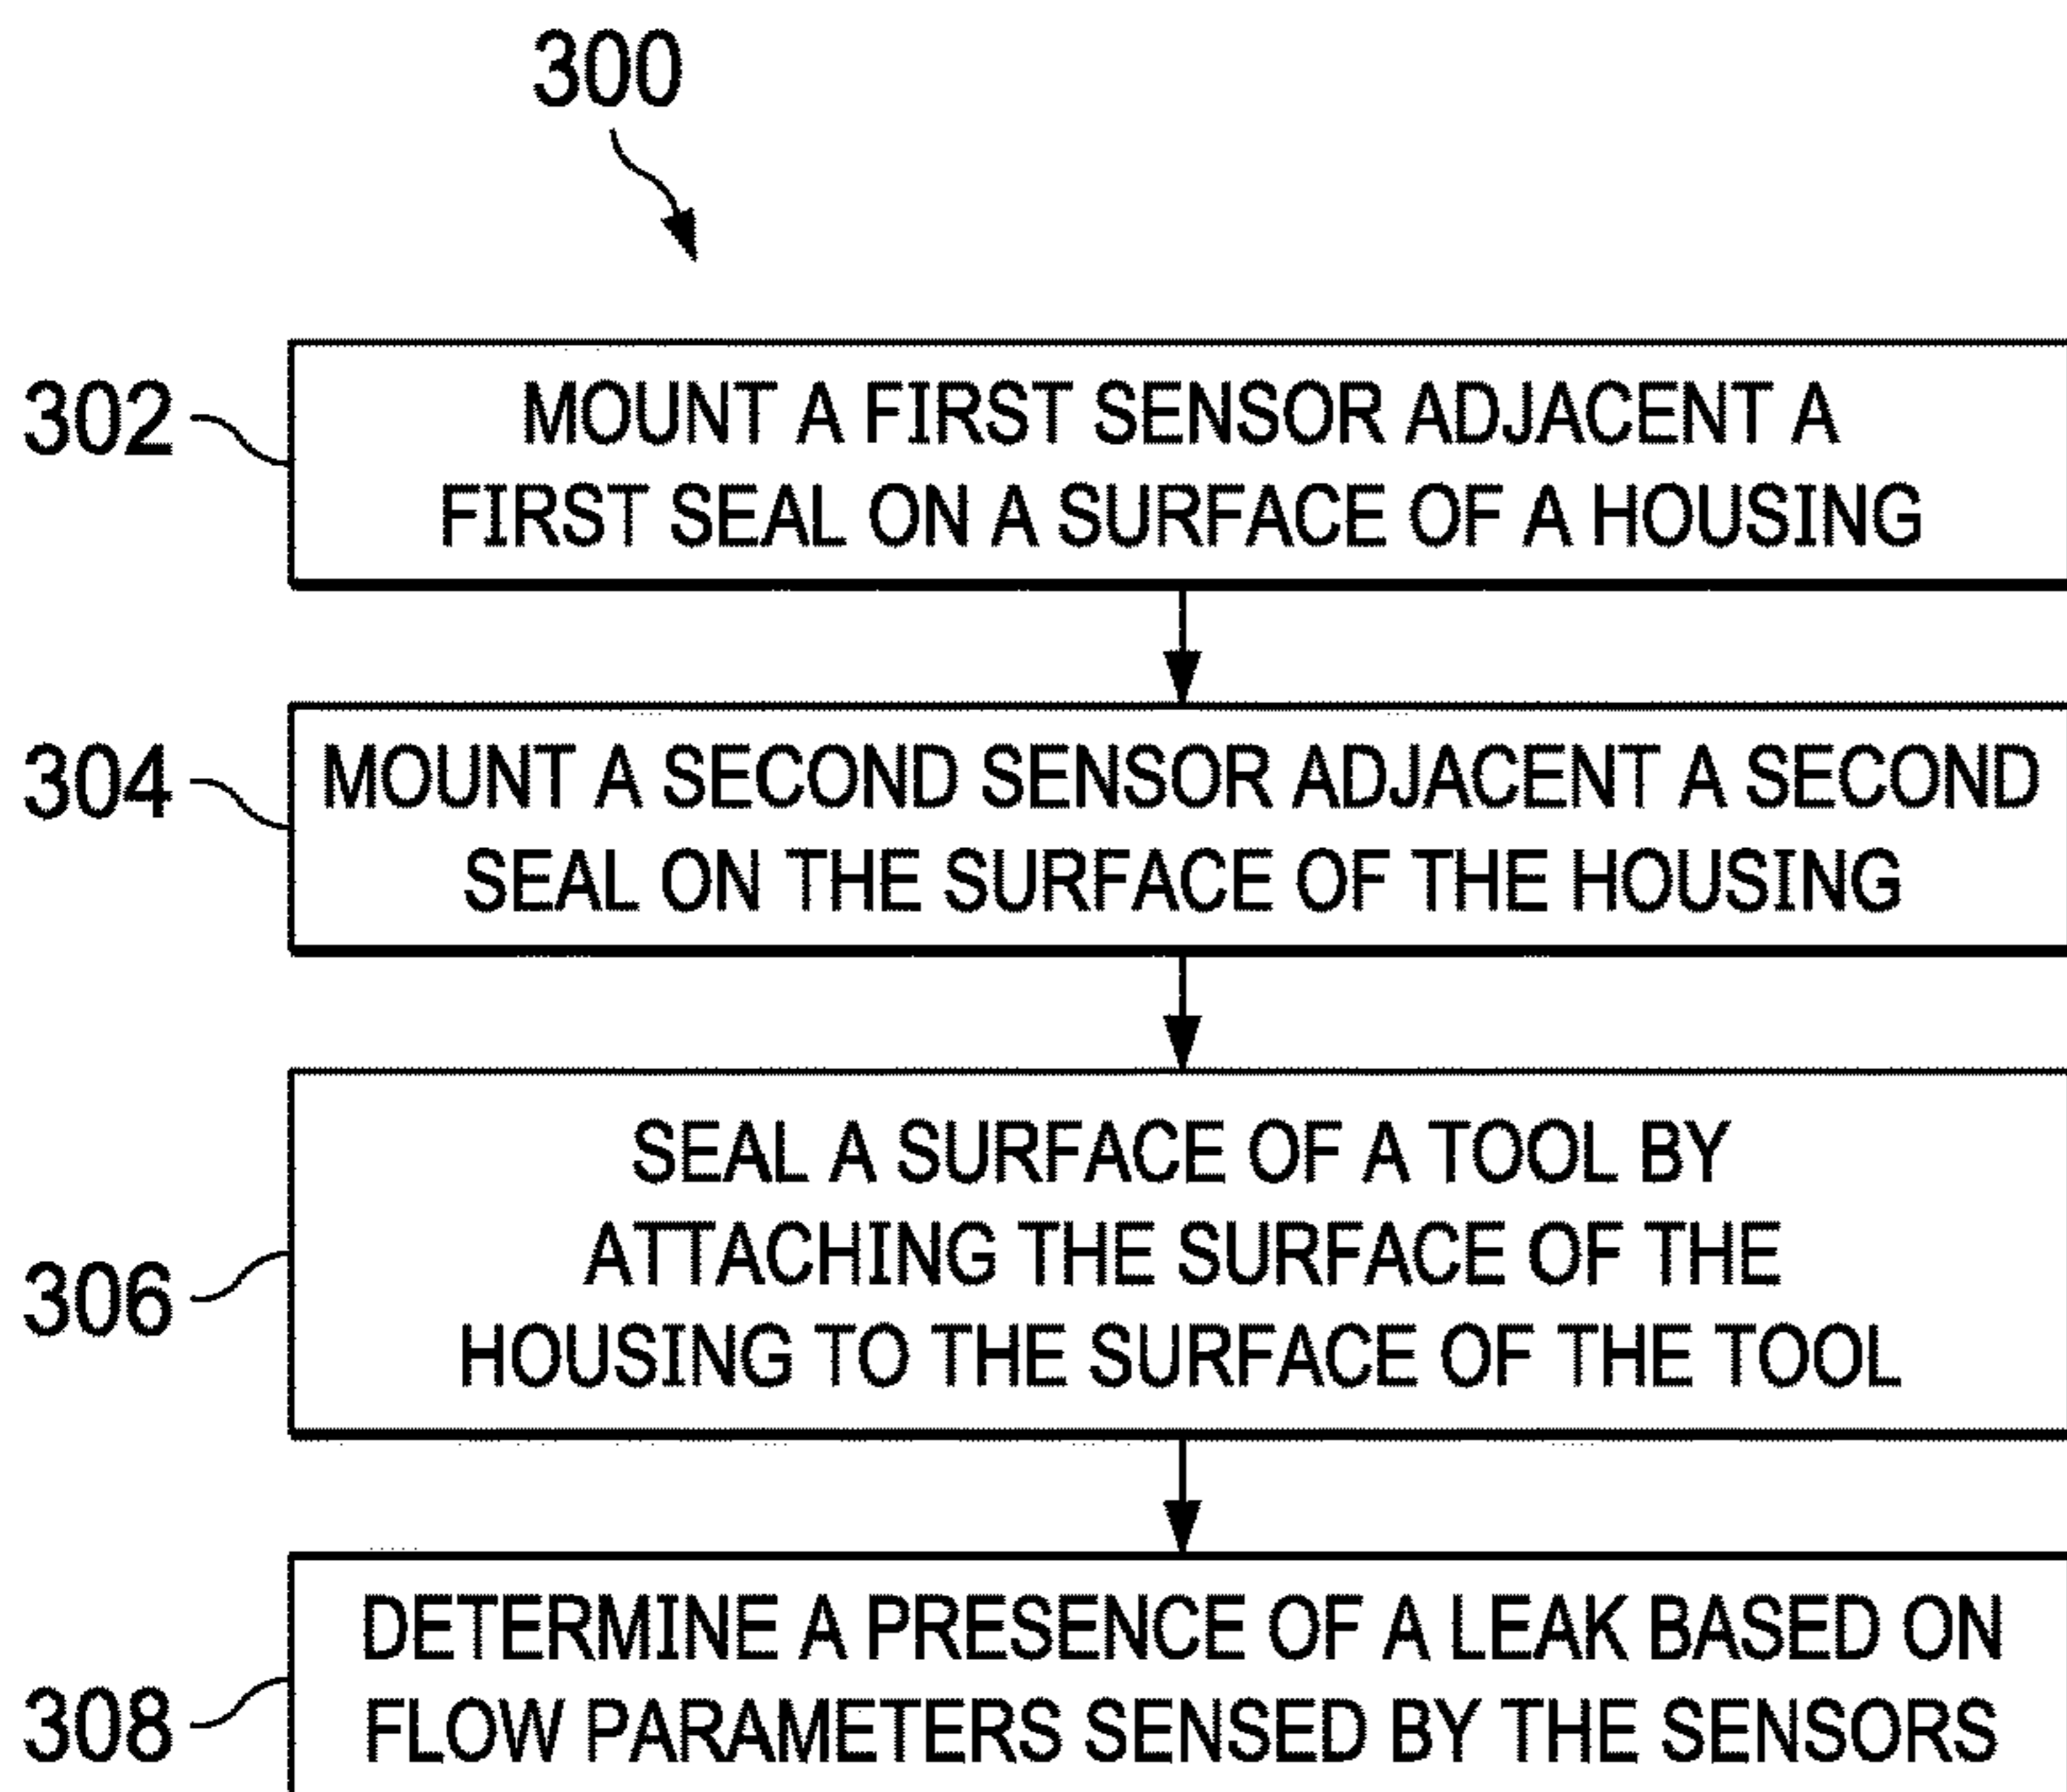 300
302
MOUNT A FIRST SENSOR ADJACENT A
FIRST SEAL ON A SURFACE OF A HOUSING
304
MOUNT A SECOND SENSOR ADJACENT A SECOND
SEAL ON THE SURFACE OF THE HOUSING
306
SEAL A SURFACE OF A TOOL BY
ATTACHING THE SURFACE OF THE
HOUSING TO THE SURFACE OF THE TOOL
308
DETERMINE A PRESENCE OF A LEAK BASED ON
FLOW PARAMETERS SENSED BY THE SENSORS